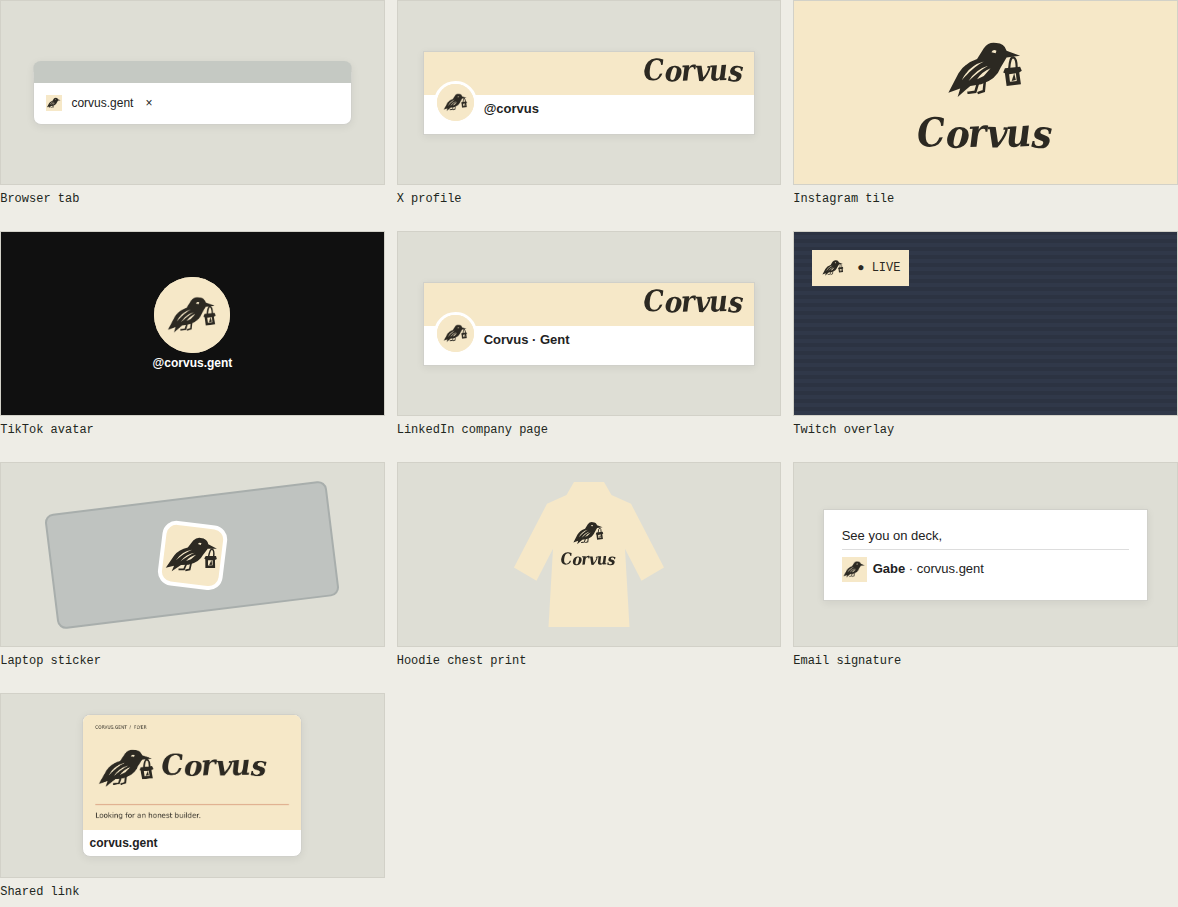 corvus.gent ×
Corvus
@corvus
Corvus
Browser tab
X profile
Instagram tile
@corvus.gent
Corvus
Corvus · Gent
● LIVE
TikTok avatar
LinkedIn company page
Twitch overlay
Corvus
See you on deck,
Gabe · corvus.gent
Laptop sticker
Hoodie chest print
Email signature
CORVUS.GENT / FLYER
Corvus
Looking for an honest builder.
corvus.gent
Shared link